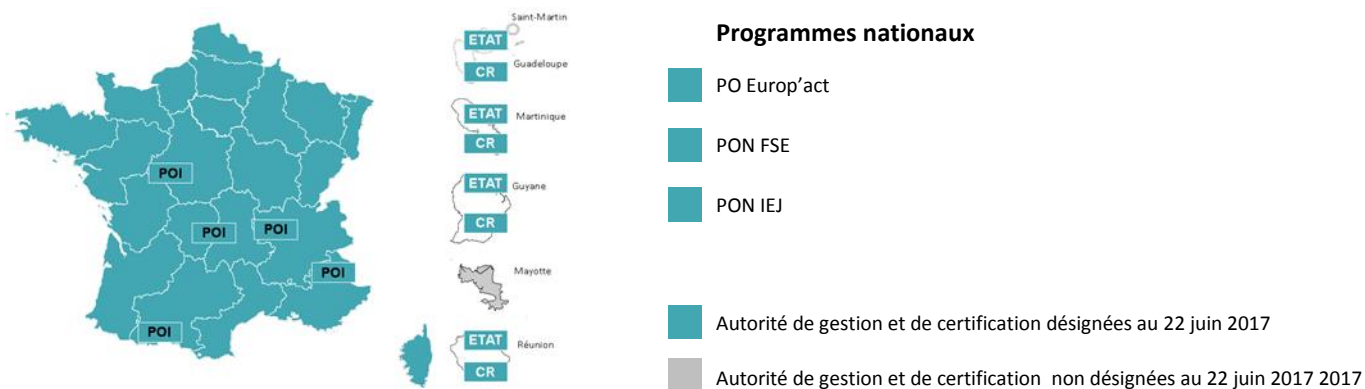 POI
POI
POI
POI
POI
Saint-Martin
ETAT
Guadeloupe
CR
ETAT
Martinique
CR
ETAT
Guyane
CR
Mayotte
ETAT
Réunion
CR
Programmes nationaux
PO Europ’act
PON FSE
PON IEJ
Autorité de gestion et de certification désignées au 22 juin 2017
Autorité de gestion et de certification non désignées au 22 juin 2017 2017